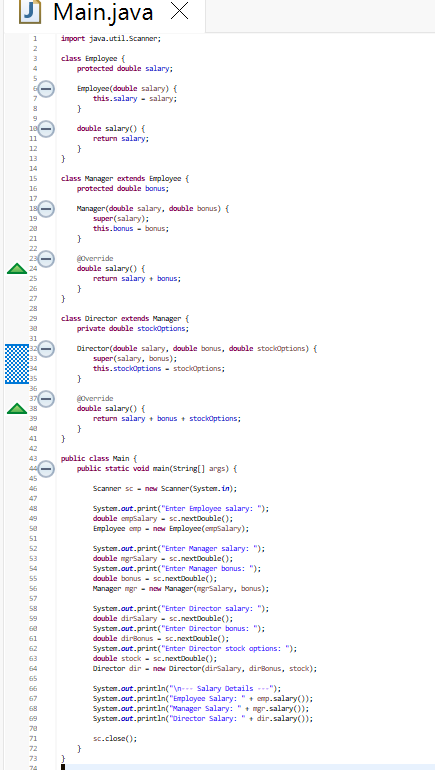 Main.java
1 import java.util.Scanner;
2
3 class Employee {
4     protected double salary;
5
6     Employee(double salary) {
7         this.salary = salary;
8     }
9
10     double salary() {
11         return salary;
12     }
13 }
14
15 class Manager extends Employee {
16     protected double bonus;
17
18     Manager(double salary, double bonus) {
19         super(salary);
20         this.bonus = bonus;
21     }
22
23     @Override
24     double salary() {
25         return salary + bonus;
26     }
27 }
28
29 class Director extends Manager {
30     private double stockOptions;
31
32     Director(double salary, double bonus, double stockOptions) {
33         super(salary, bonus);
34         this.stockOptions = stockOptions;
35     }
36
37     @Override
38     double salary() {
39         return salary + bonus + stockOptions;
40     }
41 }
42
43 public class Main {
44     public static void main(String[] args) {
45
46         Scanner sc = new Scanner(System.in);
47
48         System.out.print("Enter Employee salary: ");
49         double empSalary = sc.nextDouble();
50         Employee emp = new Employee(empSalary);
51
52         System.out.print("Enter Manager salary: ");
53         double mgrSalary = sc.nextDouble();
54         System.out.print("Enter Manager bonus: ");
55         double bonus = sc.nextDouble();
56         Manager mgr = new Manager(mgrSalary, bonus);
57
58         System.out.print("Enter Director salary: ");
59         double dirSalary = sc.nextDouble();
60         System.out.print("Enter Director bonus: ");
61         double dirBonus = sc.nextDouble();
62         System.out.print("Enter Director stock options: ");
63         double stock = sc.nextDouble();
64         Director dir = new Director(dirSalary, dirBonus, stock);
65
66         System.out.println("\n--- Salary Details ---");
67         System.out.println("Employee Salary: " + emp.salary());
68         System.out.println("Manager Salary: " + mgr.salary());
69         System.out.println("Director Salary: " + dir.salary());
70
71         sc.close();
72     }
73 }
74